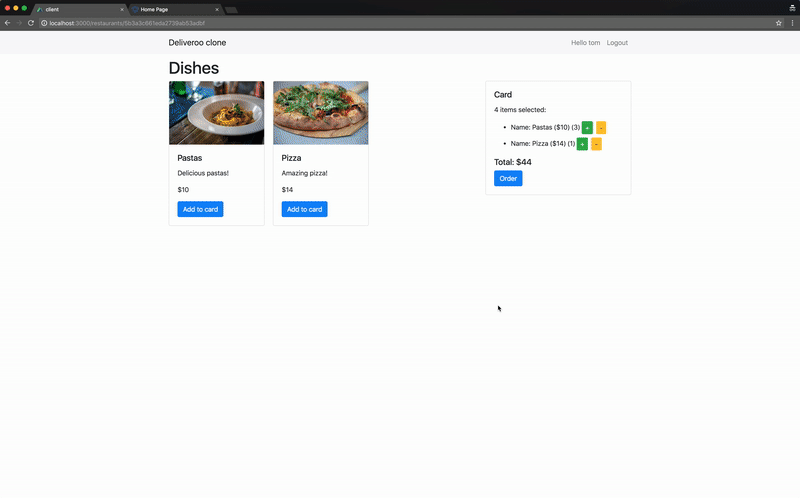 client
Home Page
localhost:3000/restaurants/5b3a3c661eda2739ab53adbf
Deliveroo clone
Hello tom
Logout
Dishes
Pastas
Delicious pastas!
$10
Add to card
Pizza
Amazing pizza!
$14
Add to card
Card
4 items selected:
Name: Pastas ($10) (3) + -
Name: Pizza ($14) (1) + -
Total: $44
Order